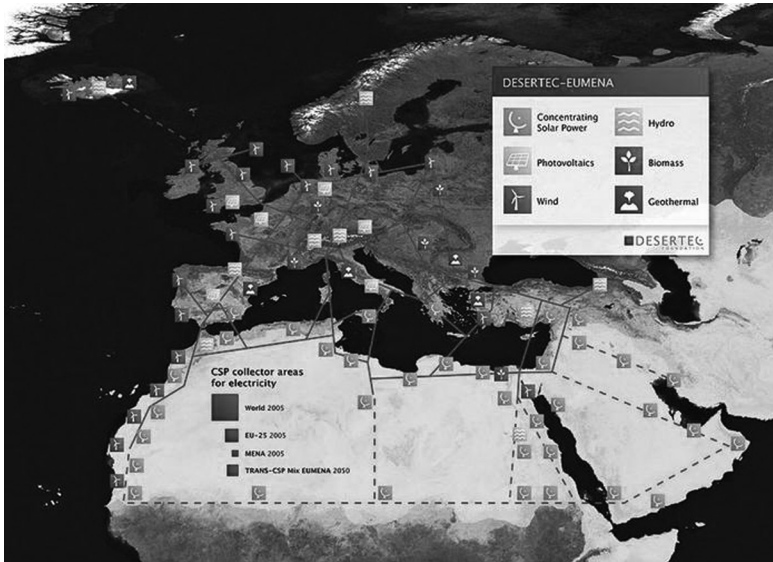 DESERTEC-EUMENA
Concentrating
Solar Power
Hydro
Photovoltaics
Biomass
Wind
Geothermal
DESERTEC
FOUNDATION
CSP collector areas
for electricity
World 2005
EU-25 2005
MENA 2005
TRANS-CSP Mix EUMENA 2050